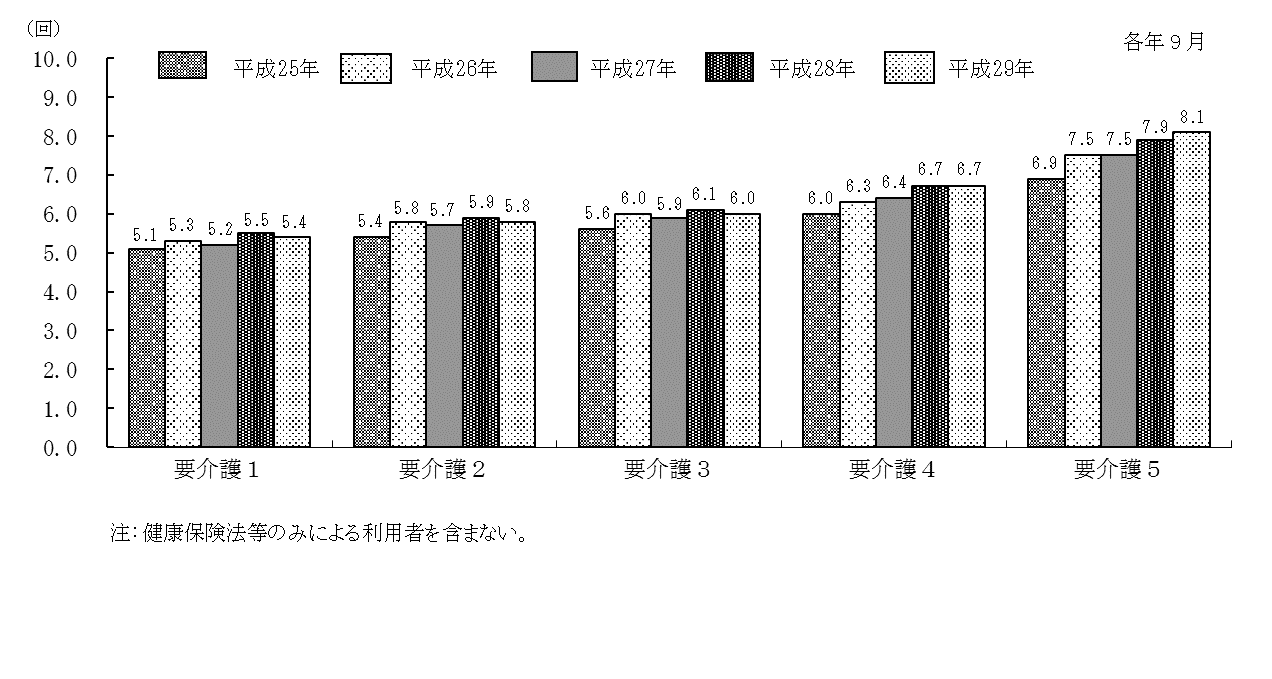 （回）
各年９月
平成25年 平成26年 平成27年 平成28年 平成29年
10.0
9.0
8.0
7.0
6.0
5.0
4.0
3.0
2.0
1.0
0.0
5.1 5.3 5.2 5.5 5.4
5.4 5.8 5.7 5.9 5.8
5.6 6.0 5.9 6.1 6.0
6.0 6.3 6.4 6.7 6.7
6.9 7.5 7.5 7.9 8.1
要介護１ 要介護２ 要介護３ 要介護４ 要介護５
注：健康保険法等のみによる利用者を含まない。